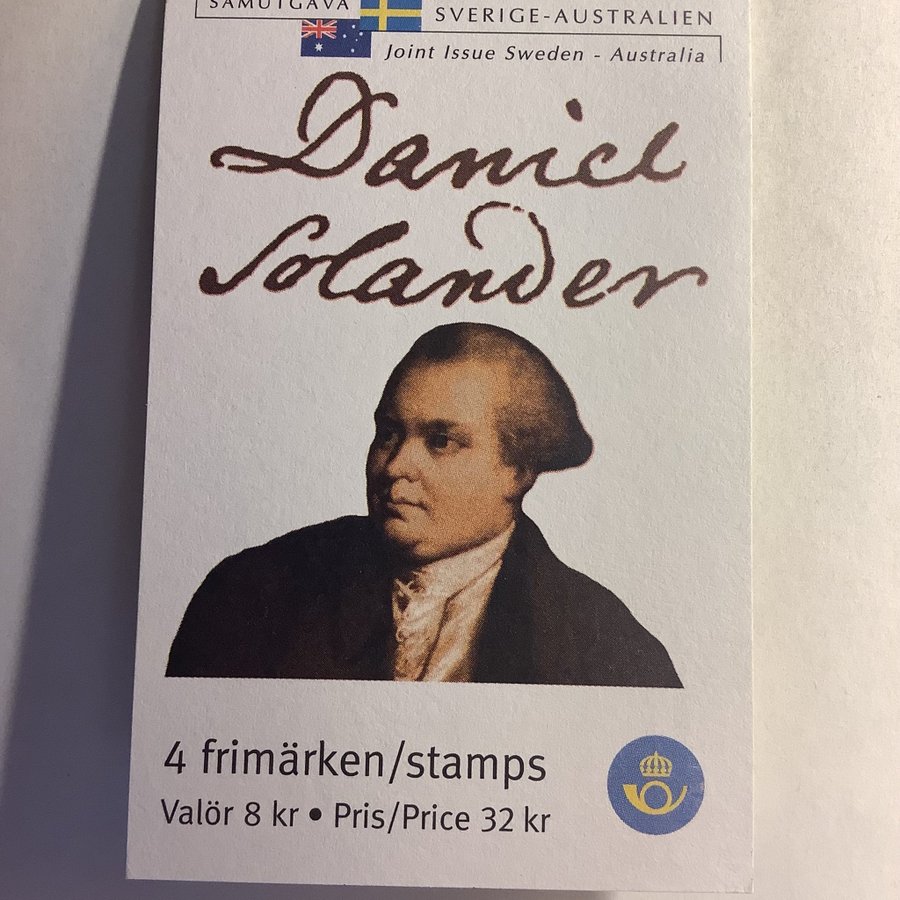 SAMUTGÅVA
SVERIGE-AUSTRALIEN
Joint Issue Sweden - Australia
Daniel
Solander
4 frimärken/stamps
Valör 8 kr • Pris/Price 32 kr